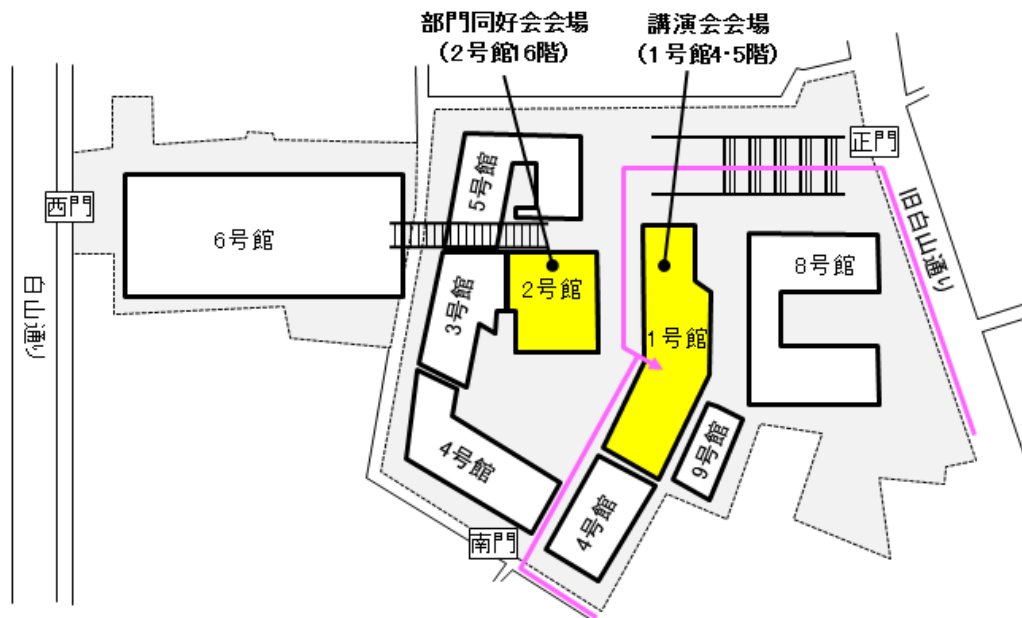 部門同好会会場
（2号館16階）
講演会会場
（1号館4・5階）
正門
5号館
西門
6号館
旧白山通り
8号館
2号館
3号館
白山通り
1号館
4号館
9号館
4号館
南門